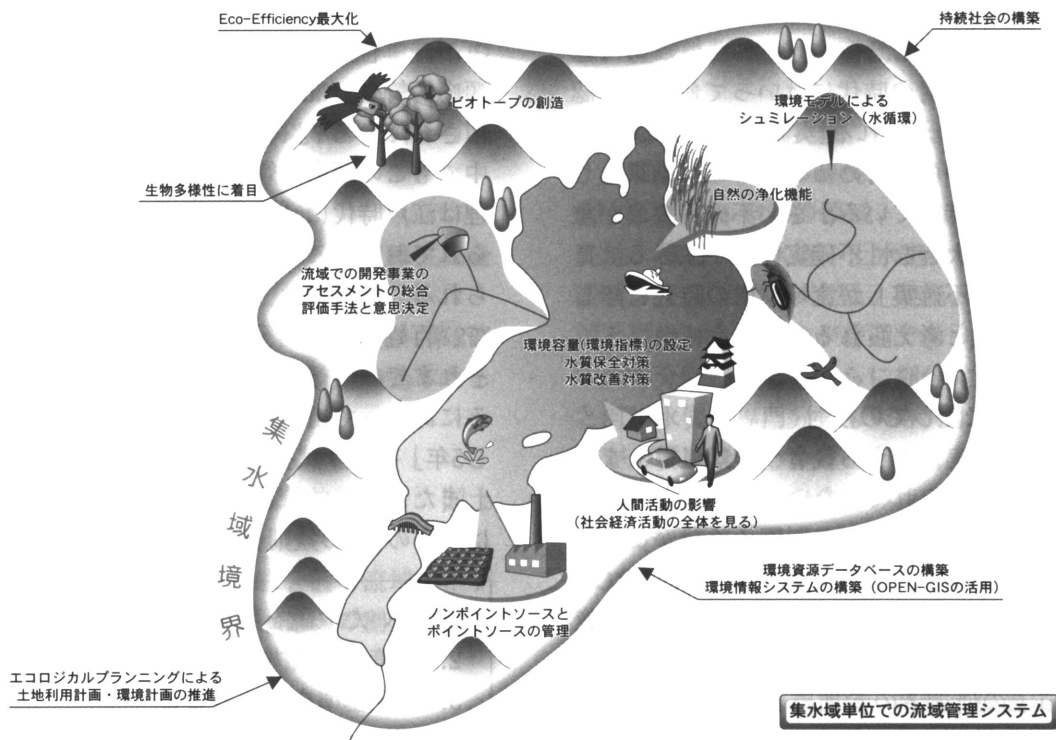 Eco-Efficiency最大化
持続社会の構築
ビオトープの創造
環境モデルによる
シュミレーション（水循環）
生物多様性に着目
自然の浄化機能
流域での開発事業の
アセスメントの総合
評価手法と意思決定
環境容量(環境指標)の設定
水質保全対策
水質改善対策
集水域境界
人間活動の影響
（社会経済活動の全体を見る）
環境資源データベースの構築
環境情報システムの構築（OPEN-GISの活用）
ノンポイントソースと
ポイントソースの管理
エコロジカルプランニングによる
土地利用計画・環境計画の推進
集水域単位での流域管理システム